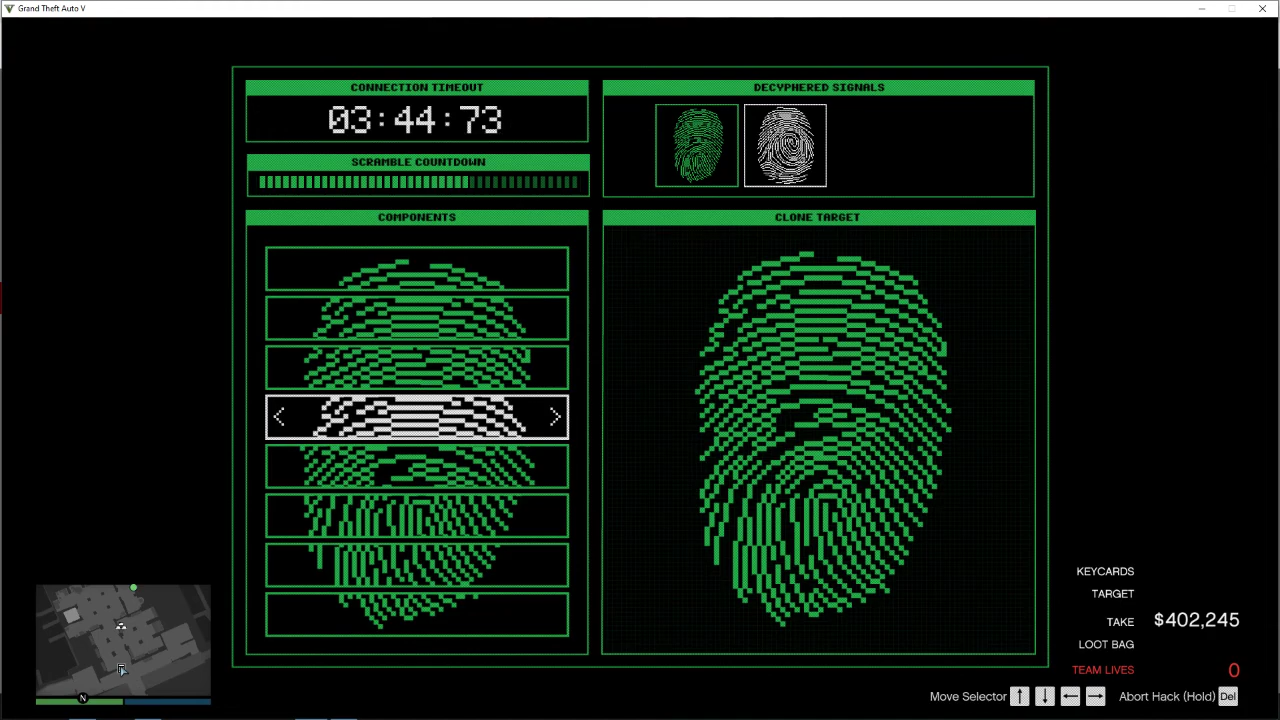 Grand Theft Auto V
CONNECTION TIMEOUT
03:44:73
SCRAMBLE COUNTDOWN
DECYPHERED SIGNALS
COMPONENTS
CLONE TARGET
KEYCARDS
TARGET
TAKE $402,245
LOOT BAG
TEAM LIVES 0
N
Move Selector ↑ ↓ ← → Abort Hack (Hold) Del